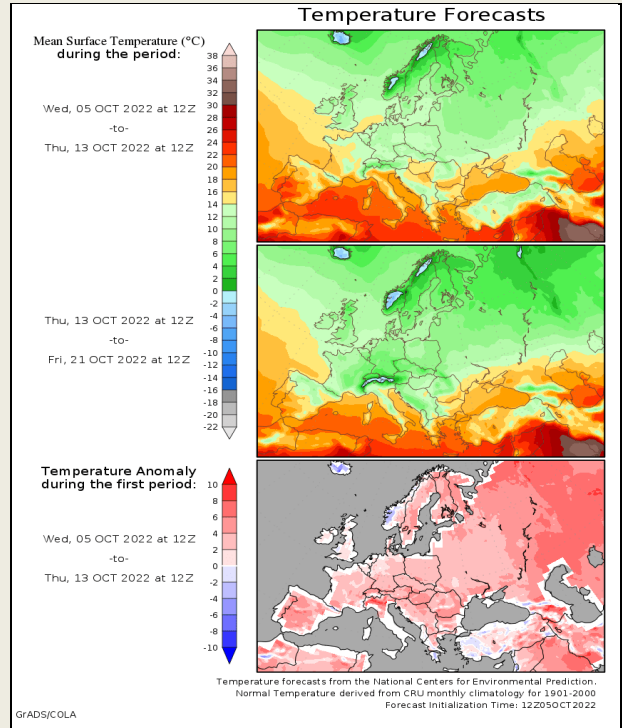 Temperature Forecasts
Mean Surface Temperature (°C)
during the period:
Wed, 05 OCT 2022 at 12Z
-to-
Thu, 13 OCT 2022 at 12Z
Thu, 13 OCT 2022 at 12Z
-to-
Fri, 21 OCT 2022 at 12Z
38
36
34
32
30
28
26
24
22
20
18
16
14
12
10
8
6
4
2
0
-2
-4
-6
-8
-10
-12
-14
-16
-18
-20
-22
Temperature Anomaly
during the first period:
Wed, 05 OCT 2022 at 12Z
-to-
Thu, 13 OCT 2022 at 12Z
10
8
6
4
2
0
-2
-4
-6
-8
-10
Temperature forecasts from the National Centers for Environmental Prediction.
Normal Temperature derived from CRU monthly climatology for 1901-2000
Forecast Initialization Time: 12Z05OCT2022
GrADS/COLA